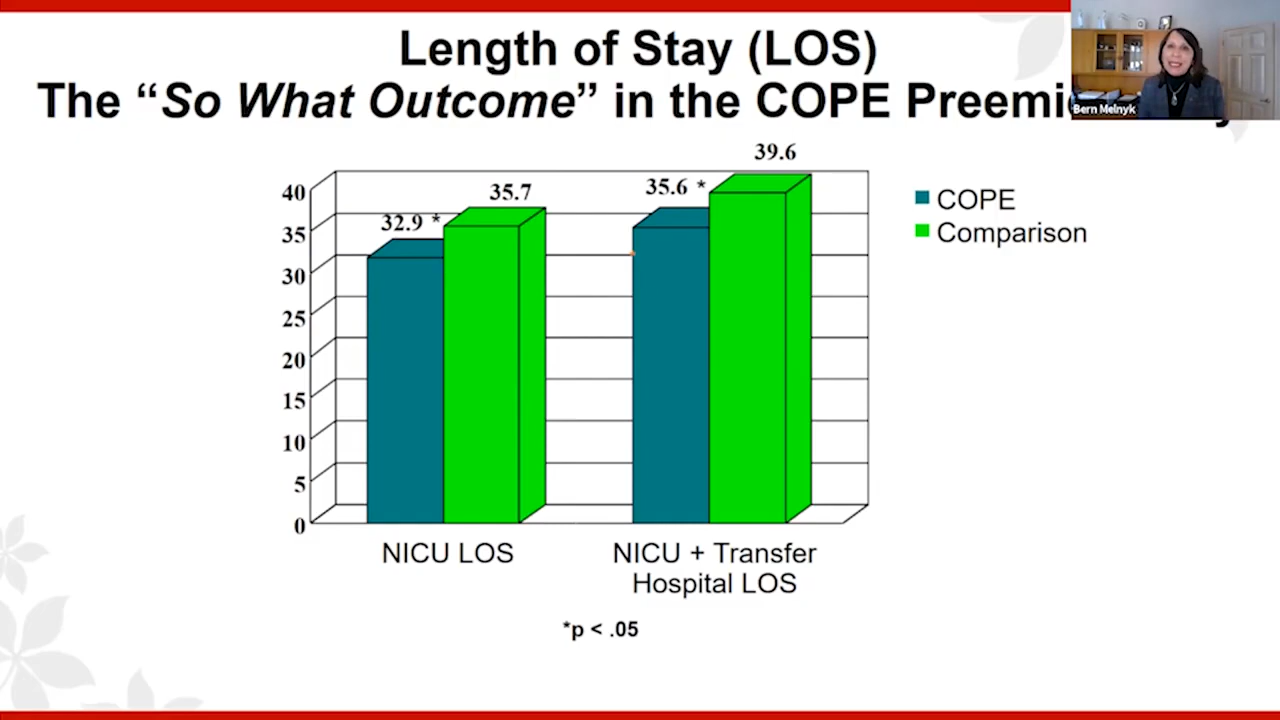 Length of Stay (LOS)
The “So What Outcome” in the COPE
Bern Melnyk
39.6
35.7
35.6 *
32.9 *
40
35
30
25
20
15
10
5
0
COPE
Comparison
NICU LOS
NICU + Transfer
Hospital LOS
*p < .05